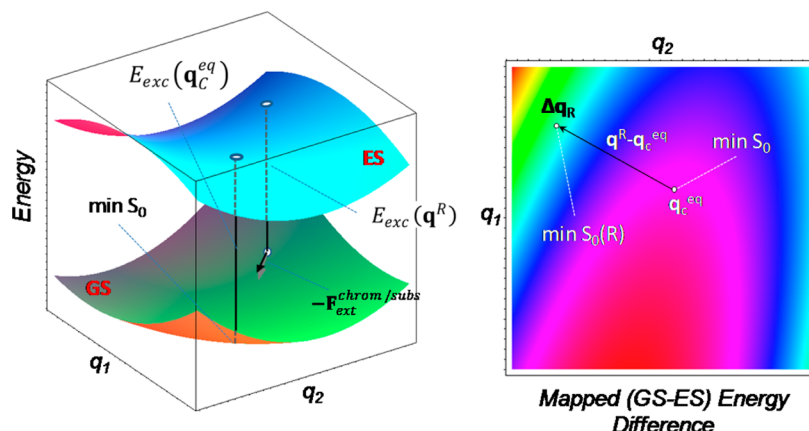 E_exc(q_C^eq)
ES
Energy
min S₀
E_exc(q^R)
GS
−F_ext^chrom/subs
q₁
q₂
q₂
Δq_R
q^R-q_c^eq
min S₀
q₁
q_c^eq
min S₀(R)
Mapped (GS-ES) Energy
Difference